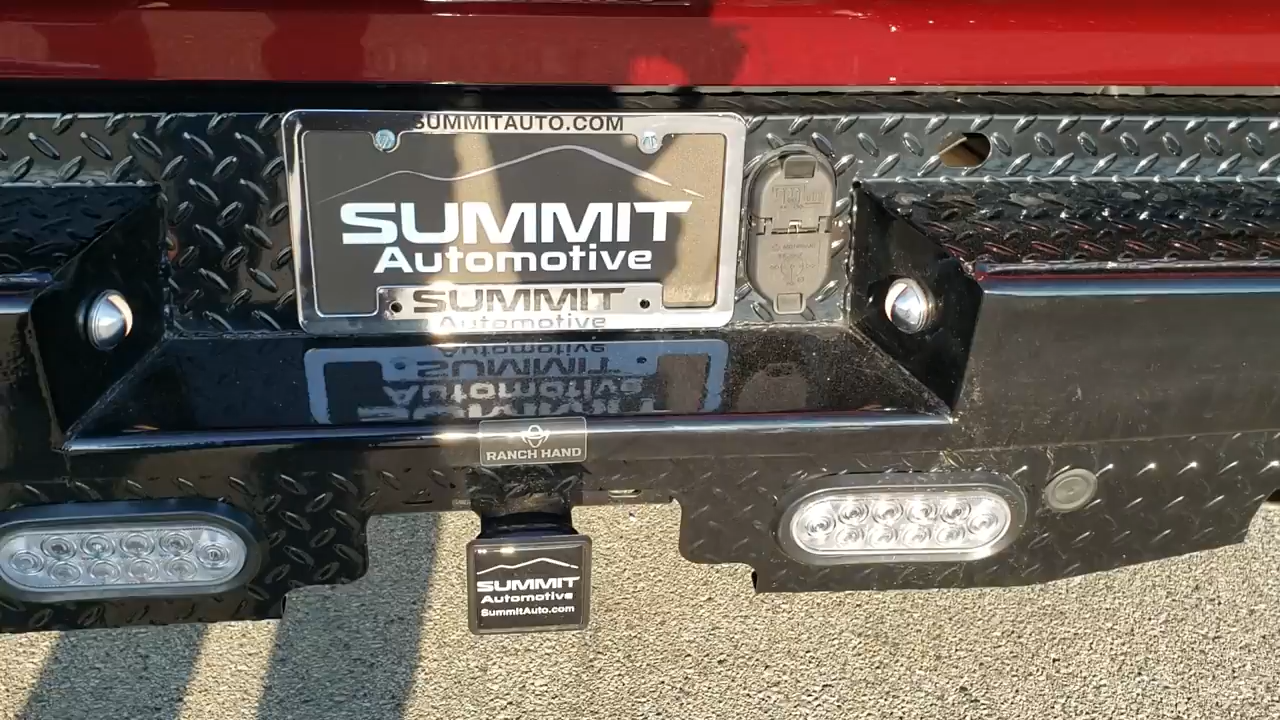 SUMMITAUTO.COM
SUMMIT
Automotive
SUMMIT
Automotive
RANCH HAND
SUMMIT
Automotive
SummitAuto.com